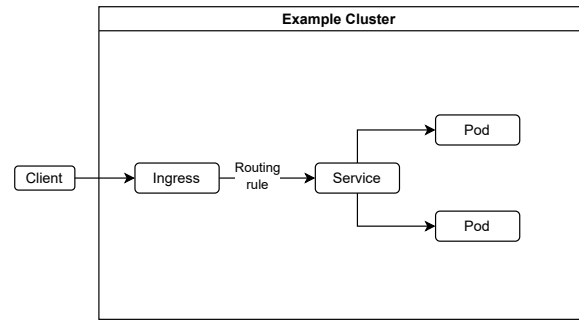 Example Cluster
Client
Ingress
Routing
rule
Service
Pod
Pod